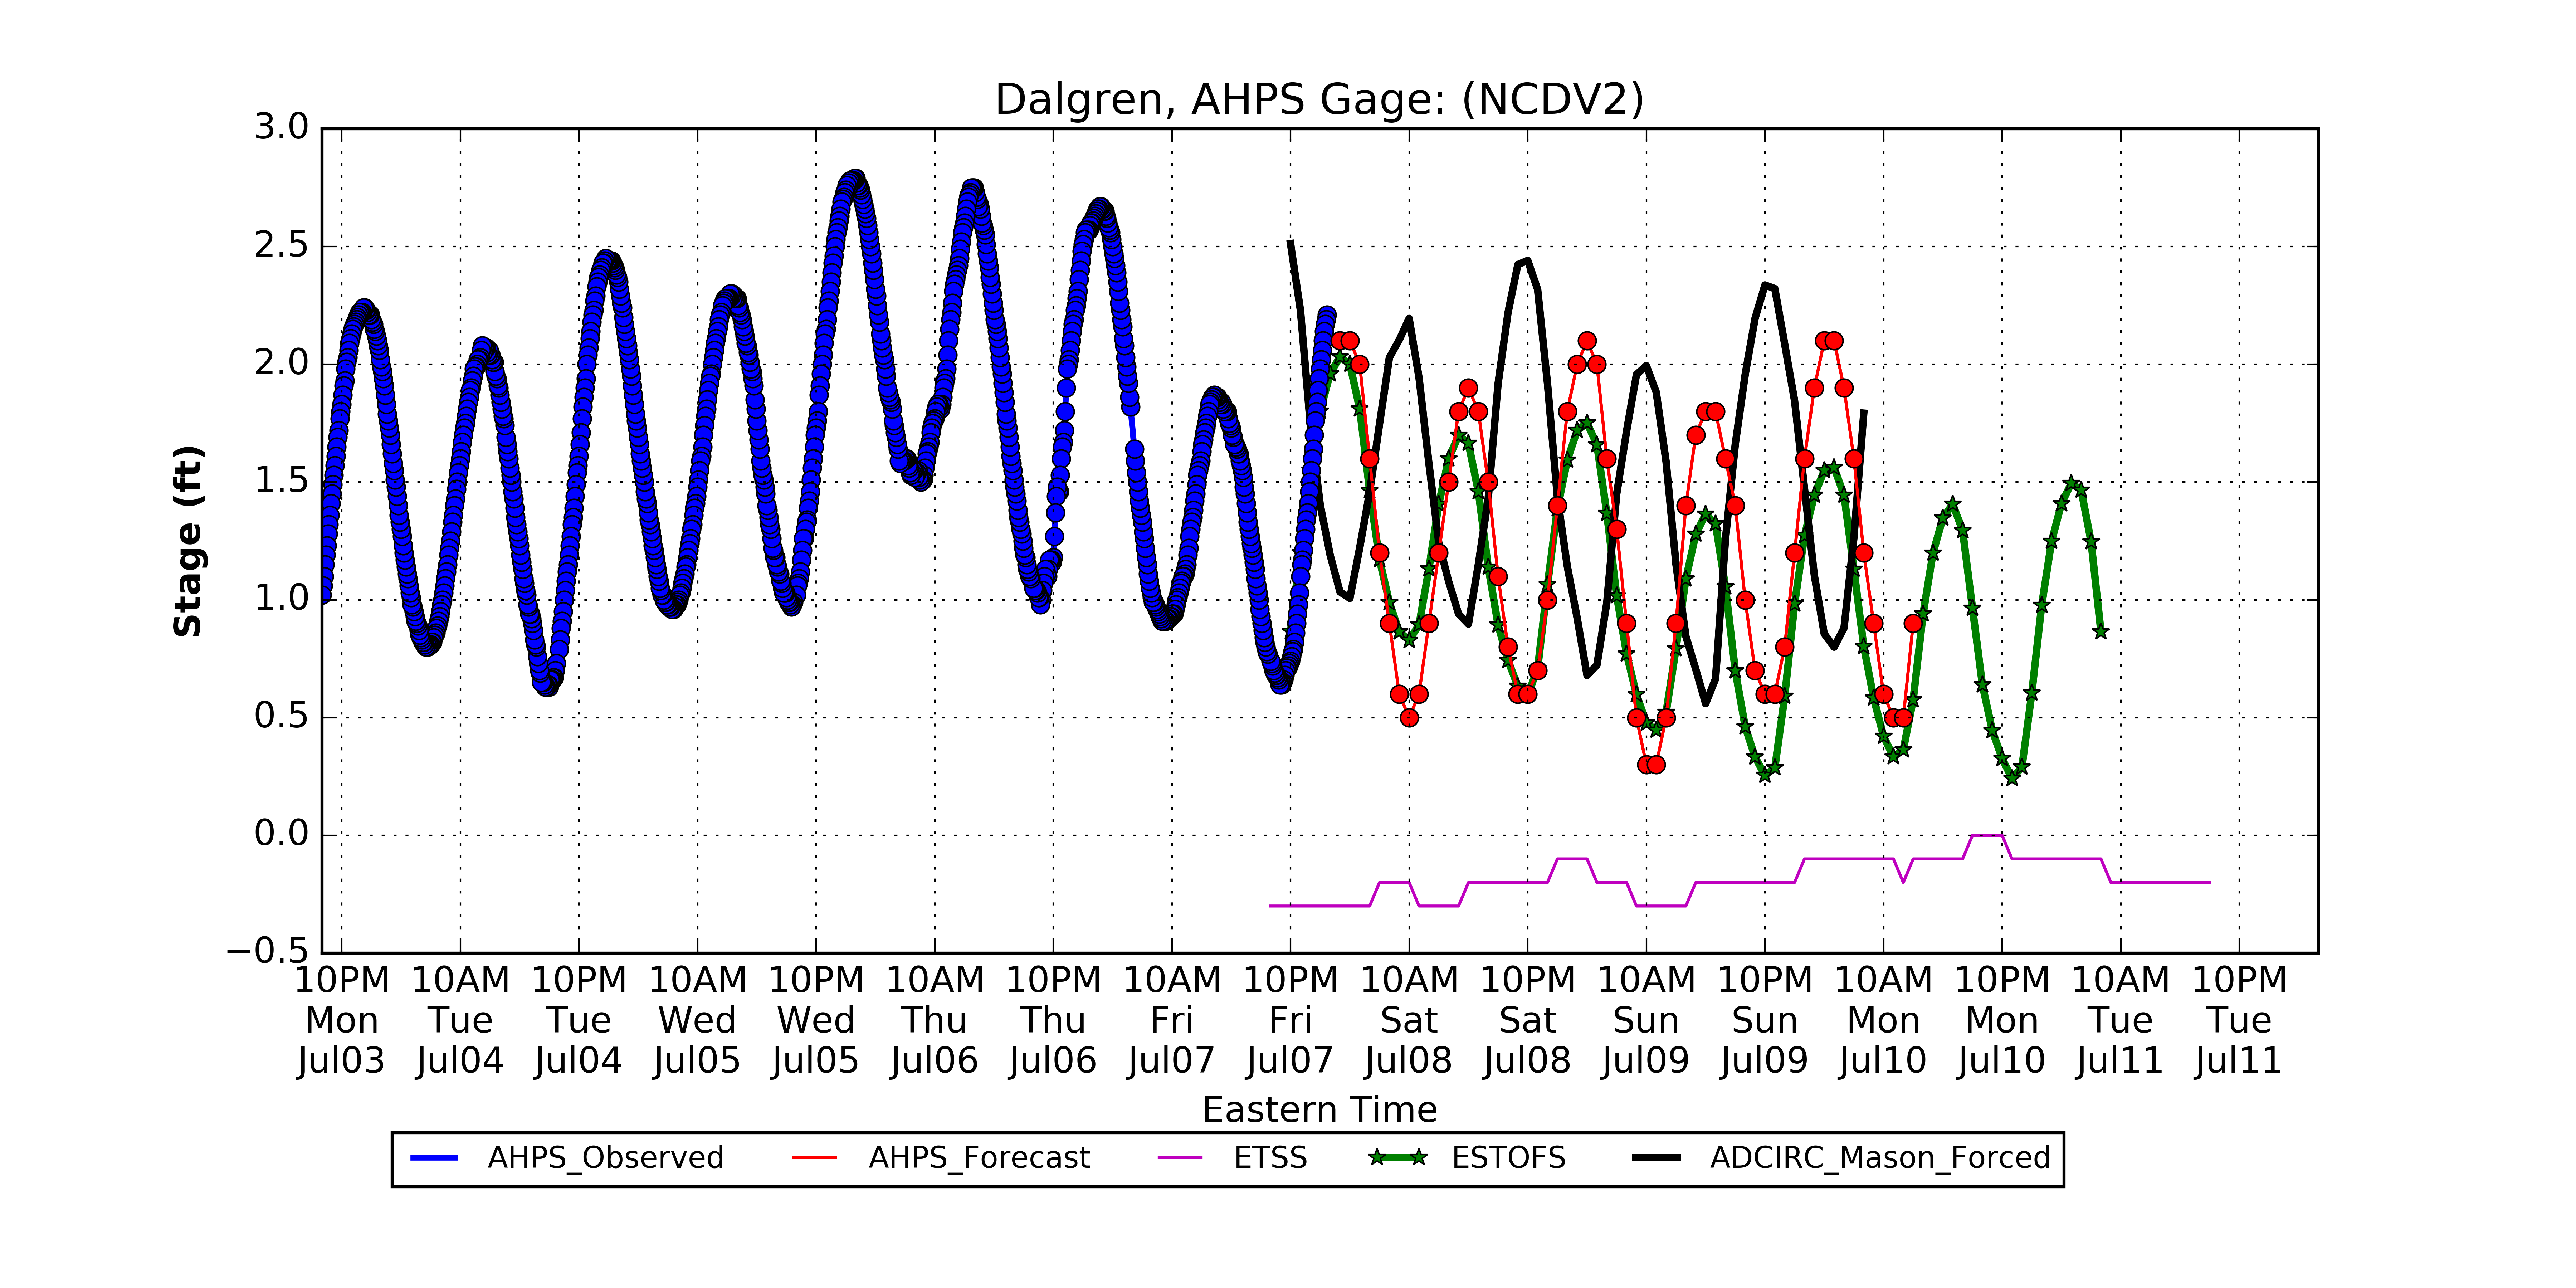 Dalgren, AHPS Gage: (NCDV2)
3.0
2.5
2.0
1.5
1.0
0.5
0.0
−0.5
Stage (ft)
10PM 10AM 10PM 10AM 10PM 10AM 10PM 10AM 10PM 10AM 10PM 10AM 10PM 10AM 10PM 10AM 10PM
Mon Tue Tue Wed Wed Thu Thu Fri Fri Sat Sat Sun Sun Mon Mon Tue Tue
Jul03 Jul04 Jul04 Jul05 Jul05 Jul06 Jul06 Jul07 Jul07 Jul08 Jul08 Jul09 Jul09 Jul10 Jul10 Jul11 Jul11
Eastern Time
AHPS_Observed AHPS_Forecast ETSS ESTOFS ADCIRC_Mason_Forced